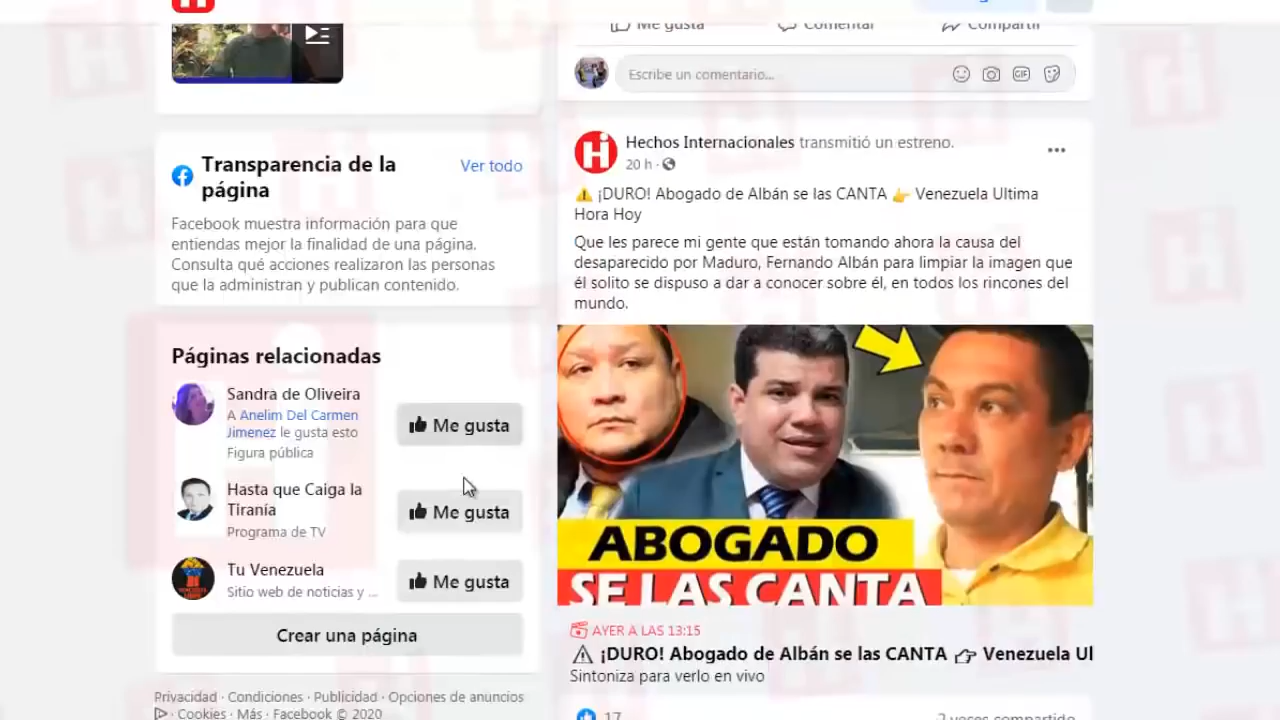 Transparencia de la
página
Ver todo
Facebook muestra información para que
entiendas mejor la finalidad de una página.
Consulta qué acciones realizaron las personas
que la administran y publican contenido.
Páginas relacionadas
Sandra de Oliveira
A Anelim Del Carmen
Jimenez le gusta esto
Figura pública
Me gusta
Hasta que Caiga la
Tiranía
Programa de TV
Me gusta
Tu Venezuela
Sitio web de noticias y ...
Me gusta
Crear una página
Privacidad · Condiciones · Publicidad · Opciones de anuncios
· Cookies · Más · Facebook © 2020
Me gusta
Comentar
Compartir
Escribe un comentario...
GIF
Hechos Internacionales transmitió un estreno.
20 h ·
⚠️ ¡DURO! Abogado de Albán se las CANTA 👉 Venezuela Ultima
Hora Hoy
Que les parece mi gente que están tomando ahora la causa del
desaparecido por Maduro, Fernando Albán para limpiar la imagen que
él solito se dispuso a dar a conocer sobre él, en todos los rincones del
mundo.
ABOGADO
SE LAS CANTA
AYER A LAS 13:15
⚠ ¡DURO! Abogado de Albán se las CANTA 👉 Venezuela Ul
Sintoniza para verlo en vivo
17
2 veces compartido